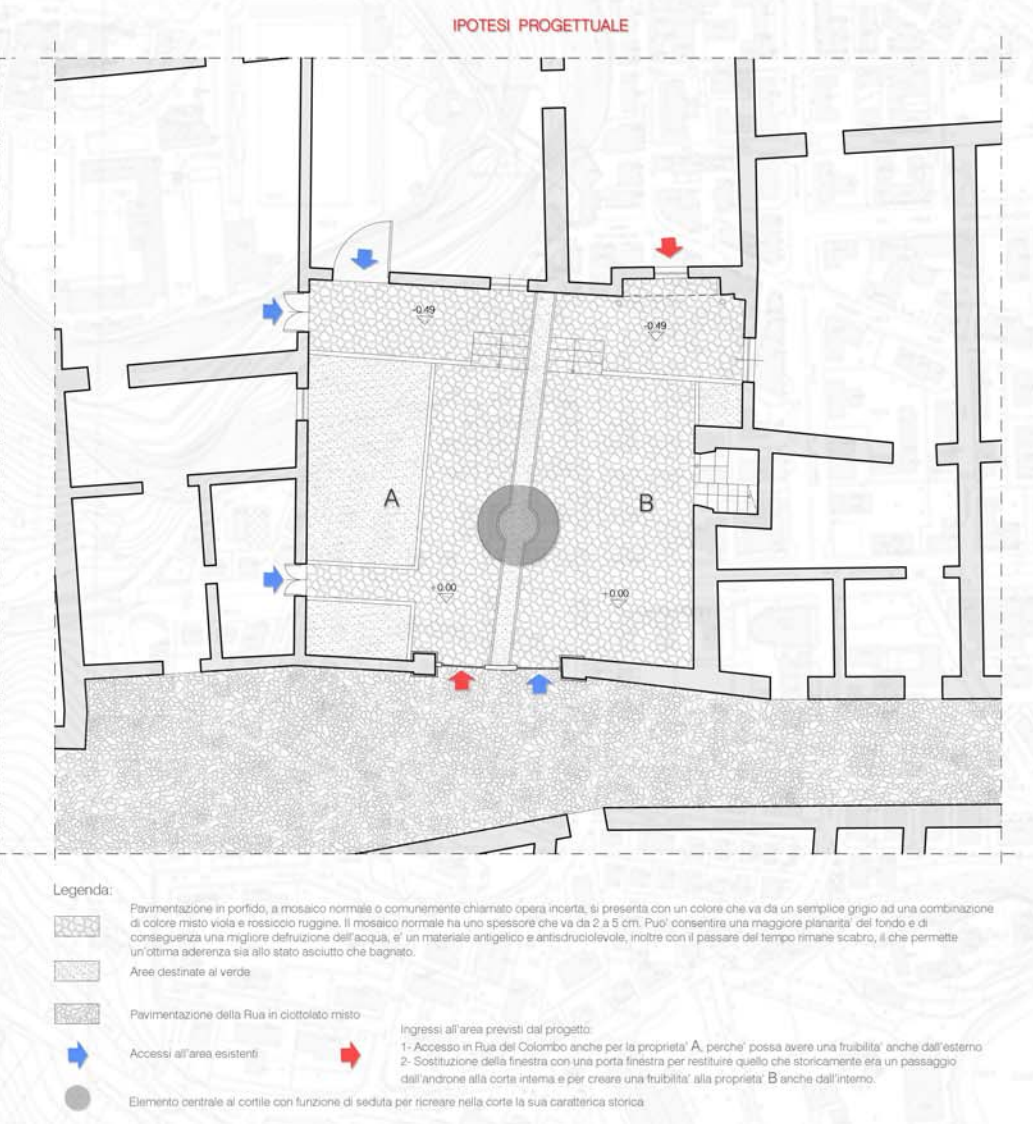 IPOTESI PROGETTUALE
-0.49
-0.49
A
B
+0.00
+0.00
Legenda:
Pavimentazione in porfido, a mosaico normale o comunemente chiamato opera incerta, si presenta con un colore che va da un semplice grigio ad una combinazione
di colore misto viola e rossiccio ruggine. Il mosaico normale ha uno spessore che va da 2 a 5 cm. Puo' consentire una maggiore planarita' del fondo e di
conseguenza una migliore defruizione dell'acqua, e' un materiale antigelico e antisdruciolevole, inoltre con il passare del tempo rimane scabro, il che permette
un'ottima aderenza sia allo stato asciutto che bagnato.
Aree destinate al verde
Pavimentazione della Rua in ciottolato misto
Accessi all'area esistenti
Ingressi all'area previsti dal progetto:
1- Accesso in Rua del Colombo anche per la proprieta' A, perche' possa avere una fruibilita' anche dall'esterno
2- Sostituzione della finestra con una porta finestra per restituire quello che storicamente era un passaggio
dall'androne alla corte interna e per creare una fruibilita' alla proprieta' B anche dall'interno.
Elemento centrale al cortile con funzione di seduta per ricreare nella corte la sua caratterica storica